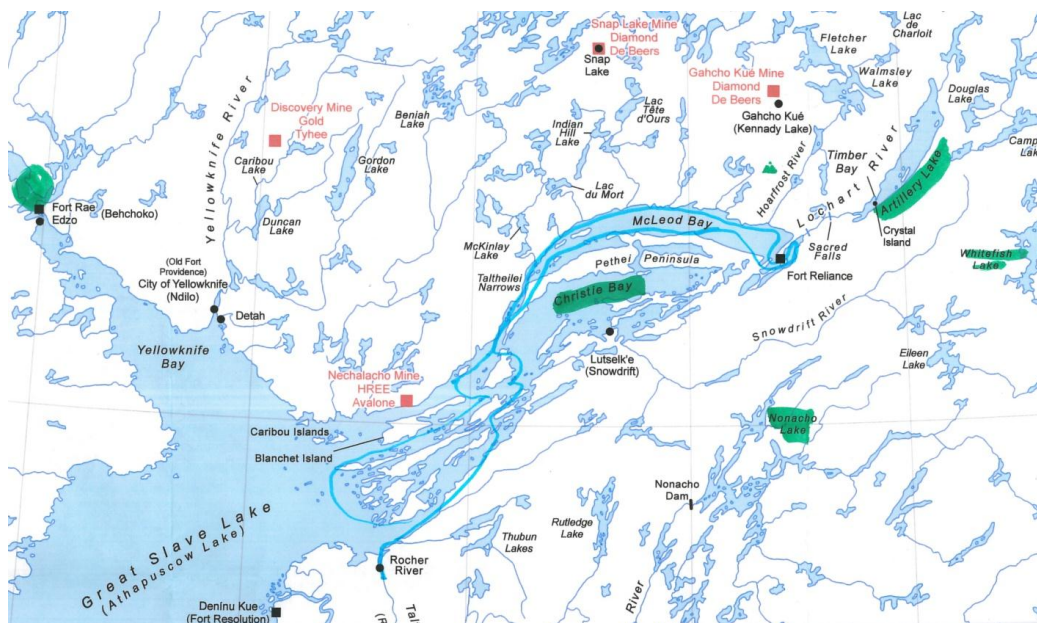 Snap Lake Mine
Diamond
De Beers
Snap
Lake
Fletcher
Lake
Lac
de
Charloit
Walmsley
Lake
Douglas
Lake
Gahcho Kué Mine
Diamond
De Beers
Gahcho Kué
(Kennady Lake)
Lac
Tête
d'Ours
Indian
Hill
Lake
Beniah
Lake
Discovery Mine
Gold
Tyhee
Yellowknife River
Caribou
Lake
Gordon
Lake
Duncan
Lake
Lac
du Mort
Hoarfrost River
Timber
Bay
Lochart River
Artillery Lake
Crystal
Island
Sacred
Falls
Whitefish
Lake
Fort Rae
Edzo
(Behchoko)
McLeod Bay
McKinlay
Lake
Taltheilei
Narrows
Pethei Peninsula
Fort Reliance
Christie Bay
(Old Fort
Providence)
City of Yellowknife
(Ndilo)
Detah
Yellowknife
Bay
Lutselk'e
(Snowdrift)
Snowdrift River
Eileen
Lake
Nechalacho Mine
HREE
Avalone
Caribou Islands
Blanchet Island
Nonacho
Lake
Nonacho
Dam
Rutledge
Lake
Thubun
Lakes
Rocher
River
River
Great Slave Lake
(Athapuscow Lake)
Deninu Kue
(Fort Resolution)